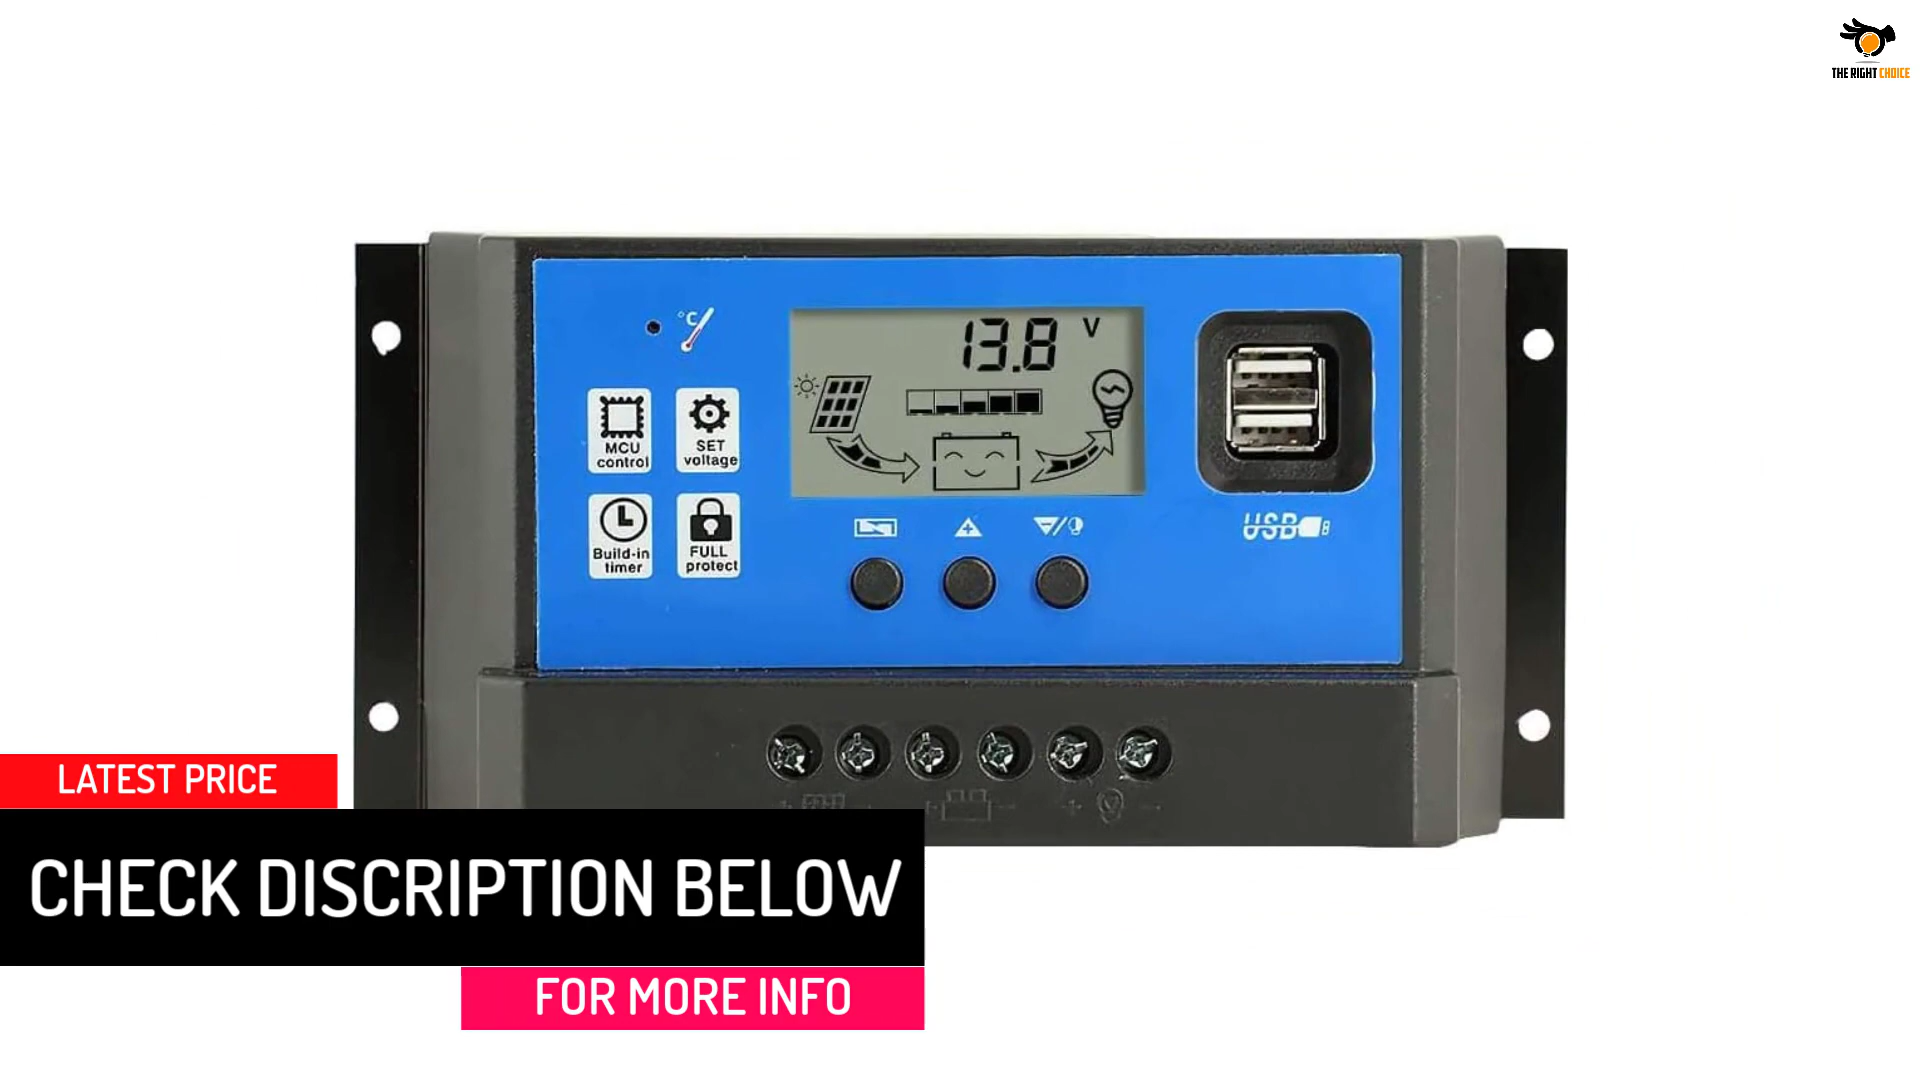 THE RIGHT CHOICE
°C
13.8 V
MCU
control
SET
voltage
Build-in
timer
FULL
protect
USB
LATEST PRICE
CHECK DISCRIPTION BELOW
FOR MORE INFO